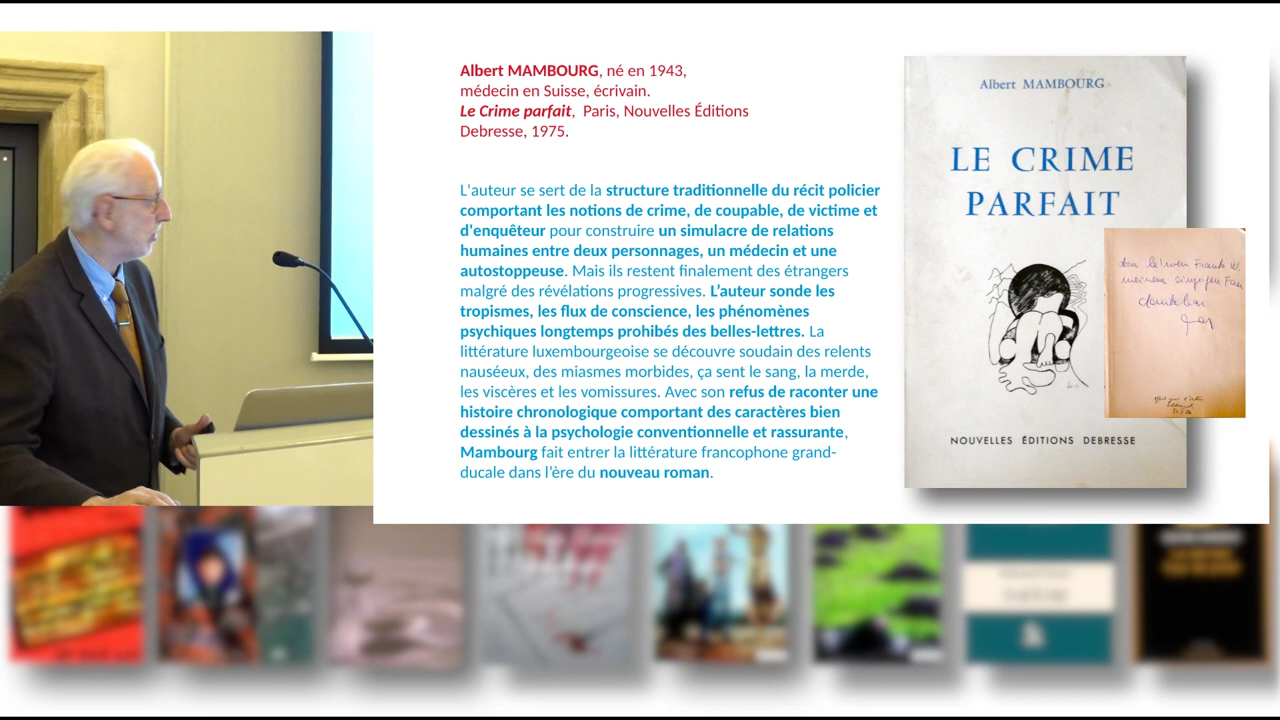 Albert MAMBOURG, né en 1943,
médecin en Suisse, écrivain.
Le Crime parfait,  Paris, Nouvelles Éditions
Debresse, 1975.
L'auteur se sert de la structure traditionnelle du récit policier
comportant les notions de crime, de coupable, de victime et
d'enquêteur pour construire un simulacre de relations
humaines entre deux personnages, un médecin et une
autostoppeuse. Mais ils restent finalement des étrangers
malgré des révélations progressives. L’auteur sonde les
tropismes, les flux de conscience, les phénomènes
psychiques longtemps prohibés des belles-lettres. La
littérature luxembourgeoise se découvre soudain des relents
nauséeux, des miasmes morbides, ça sent le sang, la merde,
les viscères et les vomissures. Avec son refus de raconter une
histoire chronologique comportant des caractères bien
dessinés à la psychologie conventionnelle et rassurante,
Mambourg fait entrer la littérature francophone grand-
ducale dans l’ère du nouveau roman.
Albert MAMBOURG
LE CRIME
PARFAIT
NOUVELLES ÉDITIONS DEBRESSE